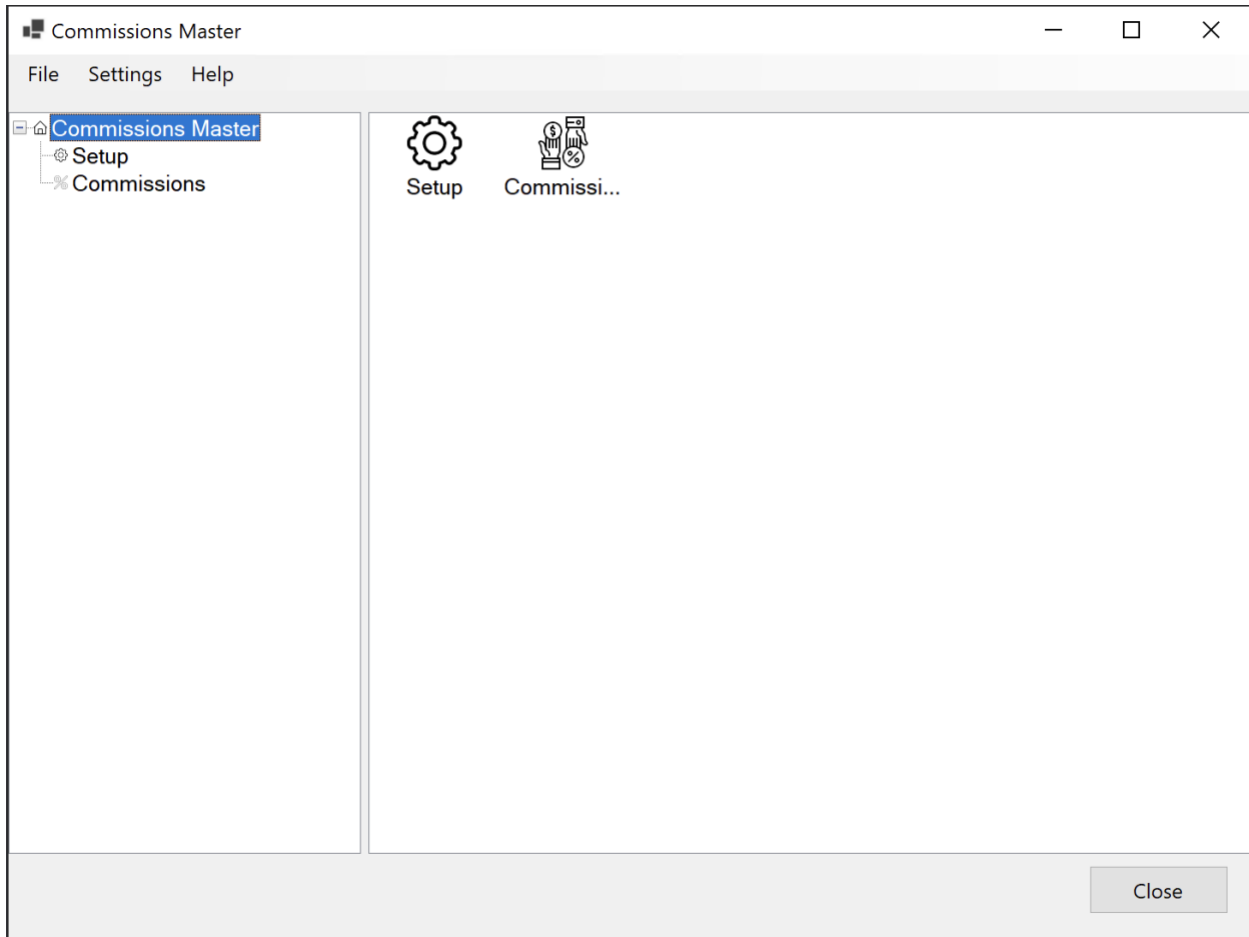 Commissions Master
File Settings Help
Commissions Master
Setup
Commissions
Setup Commissi...
Close